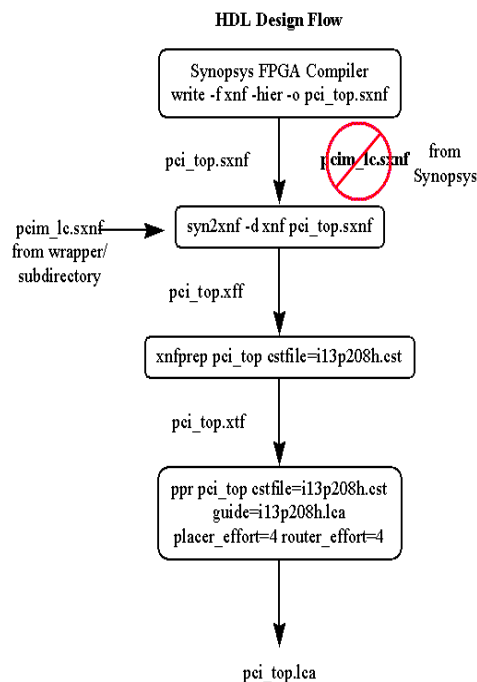 HDL Design Flow
Synopsys FPGA Compiler
write -f xnf -hier -o pci_top.sxnf
pci_top.sxnf
pcim_lc.sxnf
from
Synopsys
pcim_lc.sxnf
from wrapper/
subdirectory
syn2xnf -d xnf pci_top.sxnf
pci_top.xff
xnfprep pci_top cstfile=i13p208h.cst
pci_top.xtf
ppr pci_top cstfile=i13p208h.cst
guide=i13p208h.lca
placer_effort=4 router_effort=4
pci_top.lca